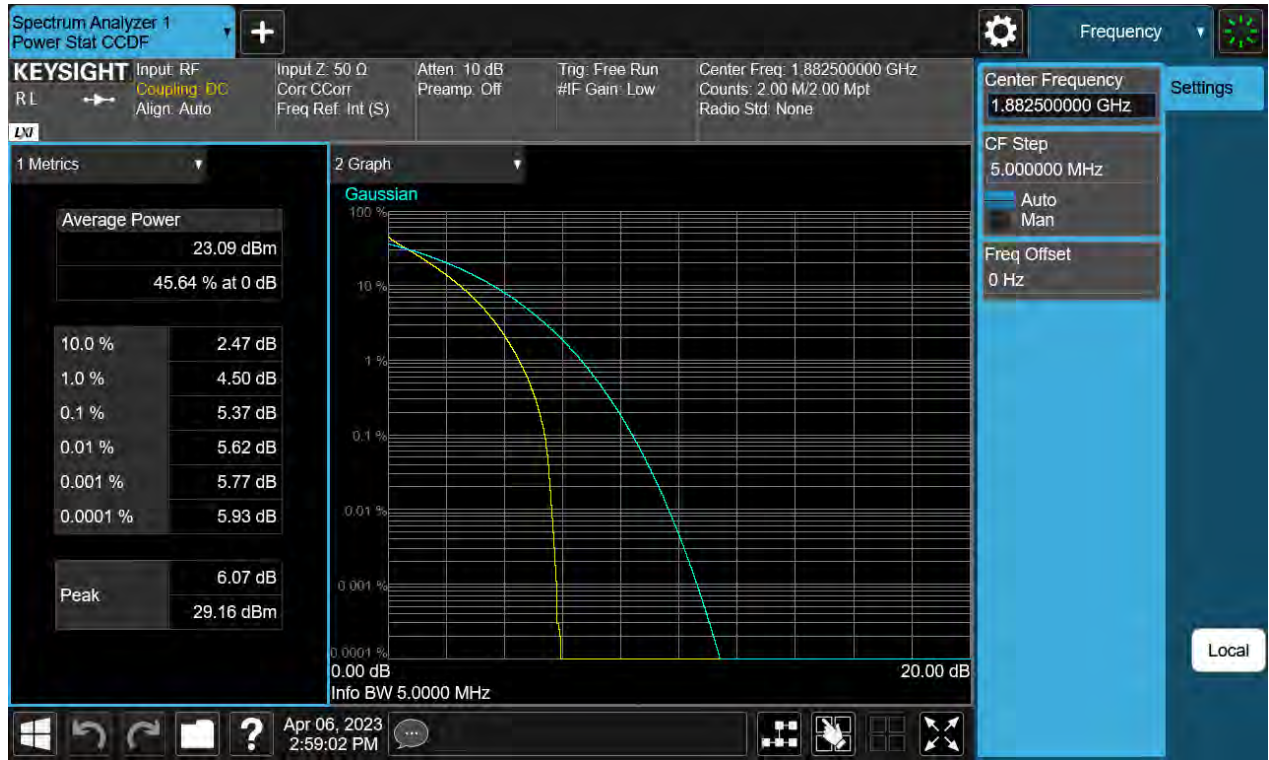 Spectrum Analyzer 1
Power Stat CCDF
Frequency
KEYSIGHT
RL
LXI
Input: RF
Coupling: DC
Align: Auto
Input Z: 50 Ω
Corr CCorr
Freq Ref: Int (S)
Atten: 10 dB
Preamp: Off
Trig: Free Run
#IF Gain: Low
Center Freq: 1.882500000 GHz
Counts: 2.00 M/2.00 Mpt
Radio Std: None
1 Metrics
Average Power
23.09 dBm
45.64 % at 0 dB
10.0 % 2.47 dB
1.0 % 4.50 dB
0.1 % 5.37 dB
0.01 % 5.62 dB
0.001 % 5.77 dB
0.0001 % 5.93 dB
Peak
6.07 dB
29.16 dBm
2 Graph
Gaussian
100 %
10 %
1 %
0.1 %
0.01 %
0.001 %
0.0001 %
0.00 dB 20.00 dB
Info BW 5.0000 MHz
Center Frequency
1.882500000 GHz
CF Step
5.000000 MHz
Auto
Man
Freq Offset
0 Hz
Settings
Local
?
Apr 06, 2023
2:59:02 PM